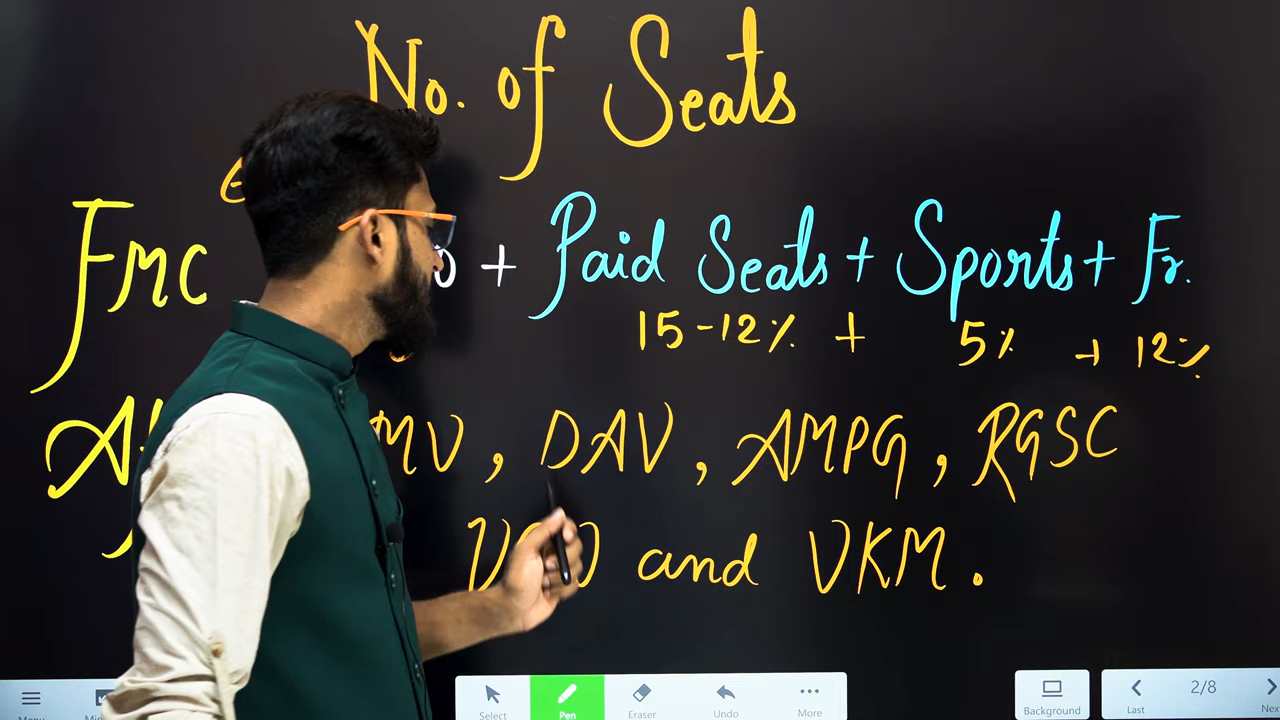 No. of Seats
FMC + Paid Seats + Sports + Fr.
15-12% + 5% + 12%
MV, DAV, AMPG, RGSC
and VKM.
Select Pen Eraser Undo More Background Last 2/8